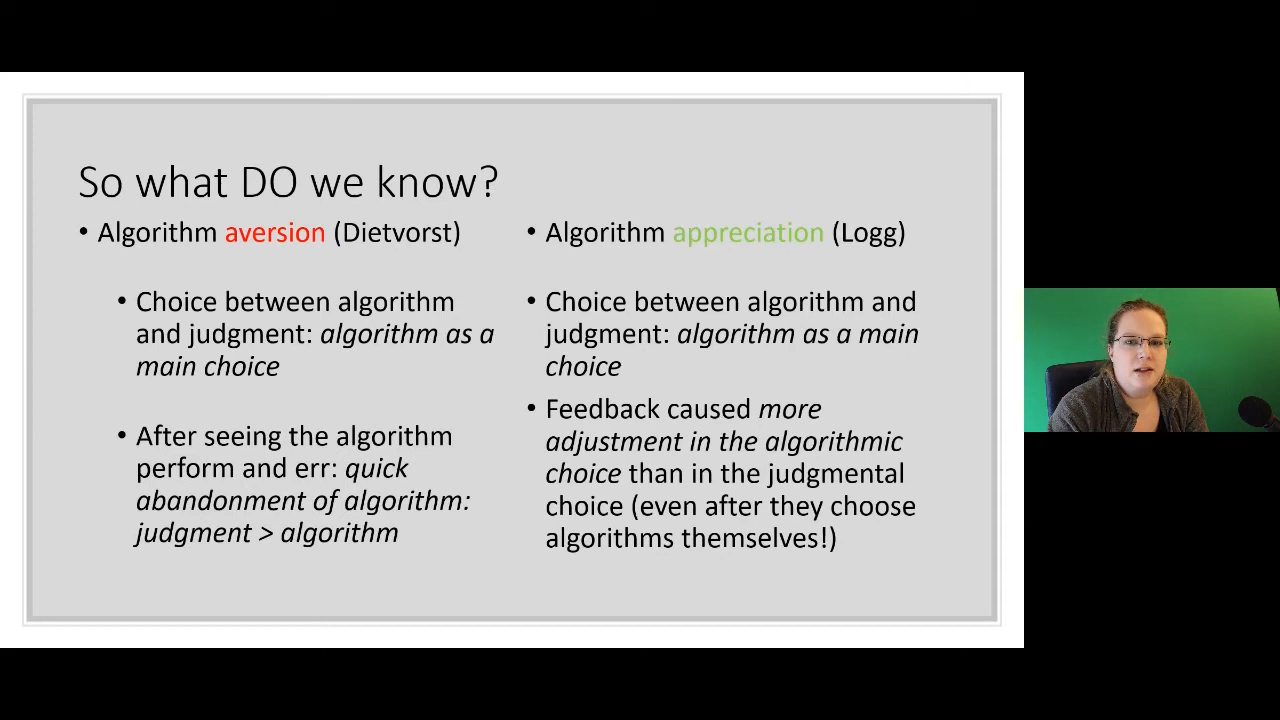 So what DO we know?
• Algorithm aversion (Dietvorst)
• Choice between algorithm
and judgment: algorithm as a
main choice
• After seeing the algorithm
perform and err: quick
abandonment of algorithm:
judgment > algorithm
• Algorithm appreciation (Logg)
• Choice between algorithm and
judgment: algorithm as a main
choice
• Feedback caused more
adjustment in the algorithmic
choice than in the judgmental
choice (even after they choose
algorithms themselves!)